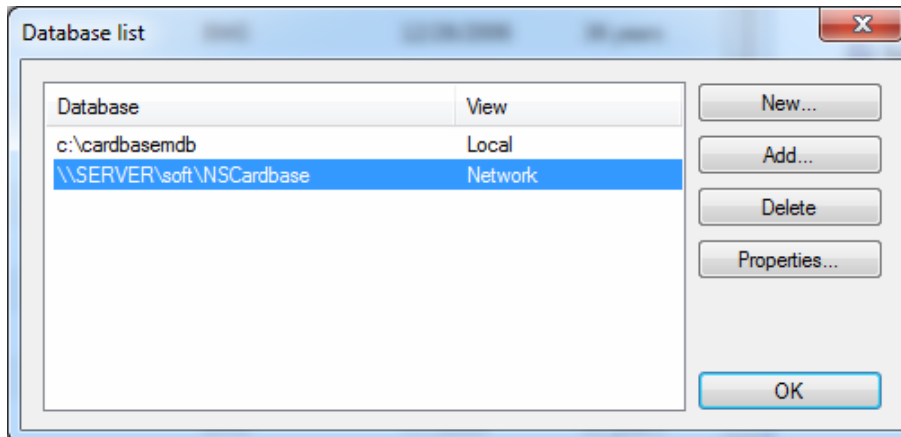 Database list
Database View
c:\cardbasemdb Local
\\SERVER\soft\NSCardbase Network
New...
Add...
Delete
Properties...
OK